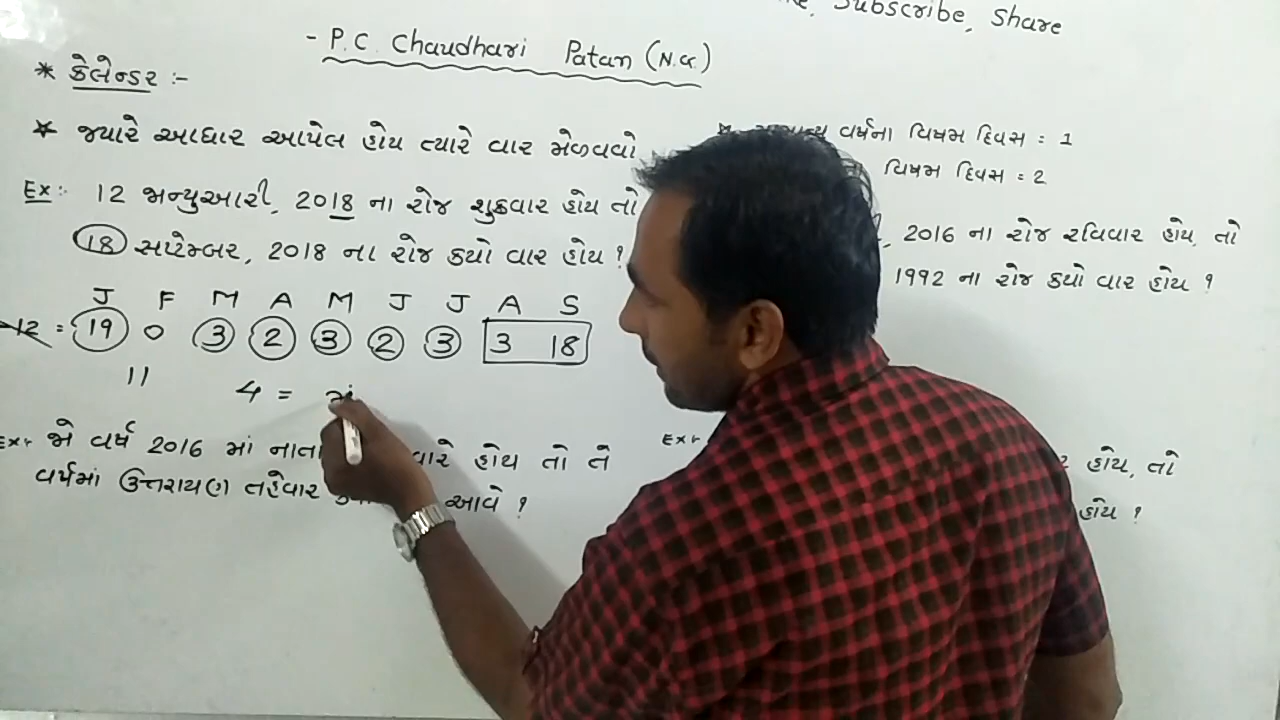 Subscribe, Share
- P.C. Chaudhari Patan (N.G.)
* કેલેન્ડર :-
* જ્યારે આધાર આપેલ હોય ત્યારે વાર મેળવવો
Ex:- 12 જાન્યુઆરી, 2018 ના રોજ શુક્રવાર હોય તો
18 સપ્ટેમ્બર, 2018 ના રોજ કયો વાર હોય ?
J F M A M J J A S
12 = 19 0 3 2 3 2 3 3 18
11 4 = મં
Ex:- જો વર્ષ 2016 માં વારે હોય તો તે
વર્ષમાં ઉત્તરાયણ તહેવાર આવે ?
વર્ષના વિષમ દિવસ = 1
વિષમ દિવસ = 2
2016 ના રોજ રવિવાર હોય, તો
1992 ના રોજ કયો વાર હોય ?
Ex:- હોય, તો
હોય ?